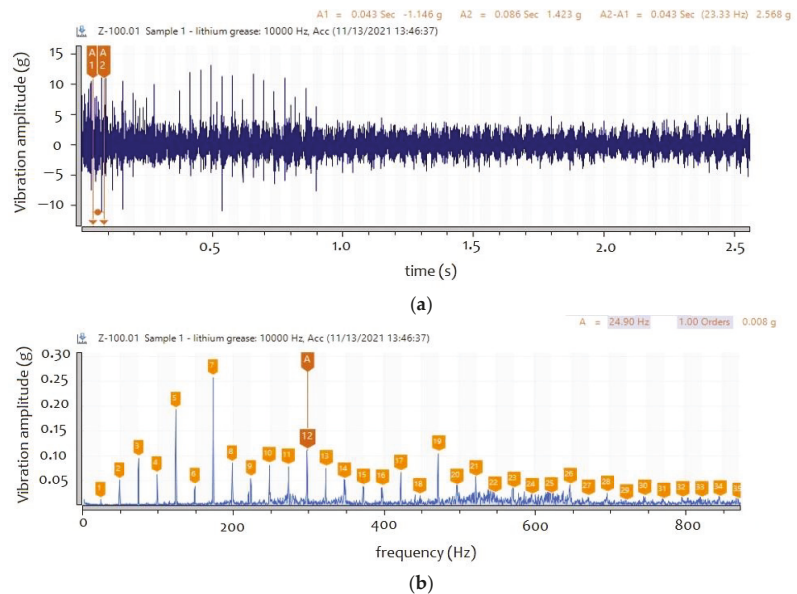 A1 = 0.043 Sec -1.146 g A2 = 0.086 Sec 1.423 g A2-A1 = 0.043 Sec (23.33 Hz) 2.568 g
Z-100.01 Sample 1 - lithium grease: 10000 Hz, Acc (11/13/2021 13:46:37)
Vibration amplitude (g)
15
10
5
0
−5
−10
A 1
A 2
0.5 1.0 1.5 2.0 2.5
time (s)
(a)
A = 24.90 Hz 1.00 Orders 0.008 g
Z-100.01 Sample 1 - lithium grease: 10000 Hz, Acc (11/13/2021 13:46:37)
Vibration amplitude (g)
0.30
0.25
0.20
0.15
0.10
0.05
A
1 2 3 4 5 6 7 8 9 10 11 12 13 14 15 16 17 18 19 20 21 22 23 24 25 26 27 28 29 30 31 32 33 34 35
0 200 400 600 800
frequency (Hz)
(b)